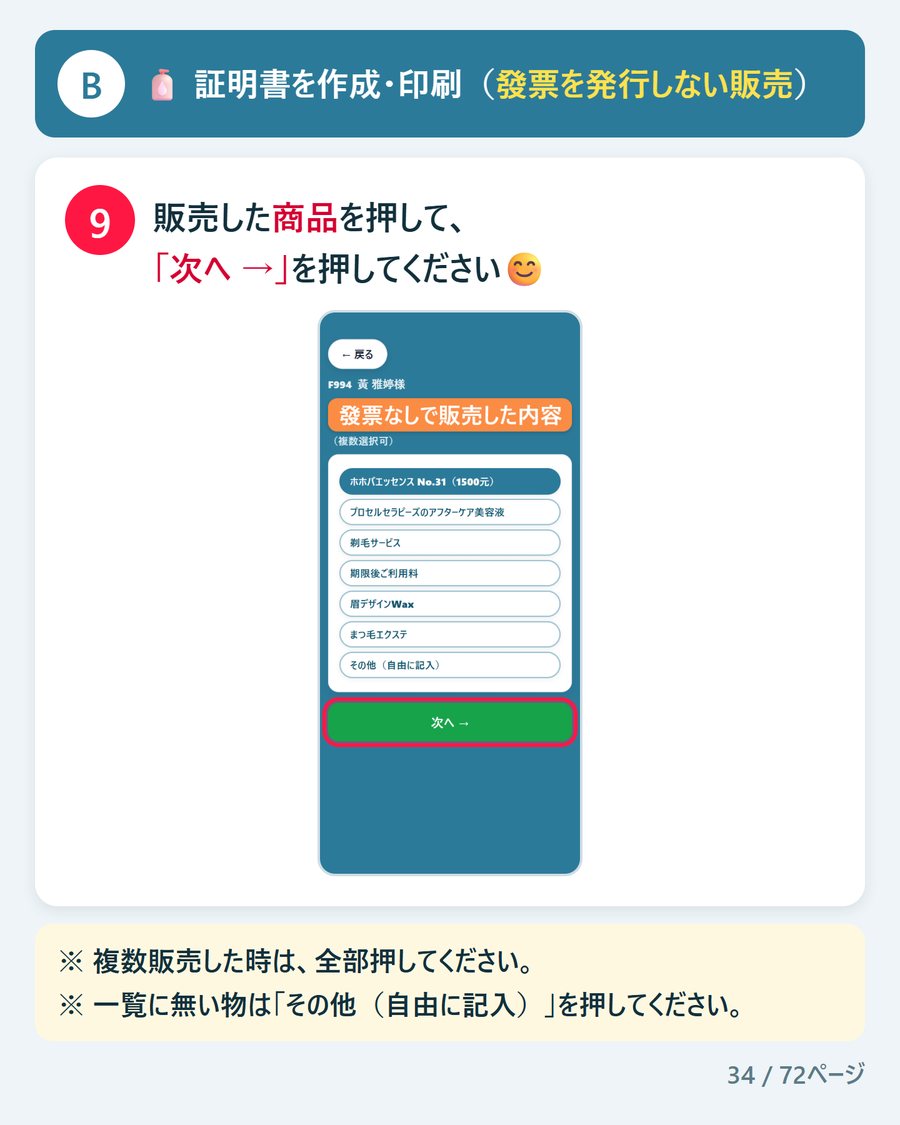 B 証明書を作成・印刷（發票を発行しない販売）
9 販売した商品を押して、
「次へ →」を押してください
← 戻る
F994 黃 雅婷様
發票なしで販売した内容
（複数選択可）
ホホバエッセンス No.31（1500元）
プロセルセラピーズのアフターケア美容液
剃毛サービス
期限後ご利用料
眉デザインWax
まつ毛エクステ
その他（自由に記入）
次へ →
※ 複数販売した時は、全部押してください。
※ 一覧に無い物は「その他（自由に記入）」を押してください。
34 / 72ページ